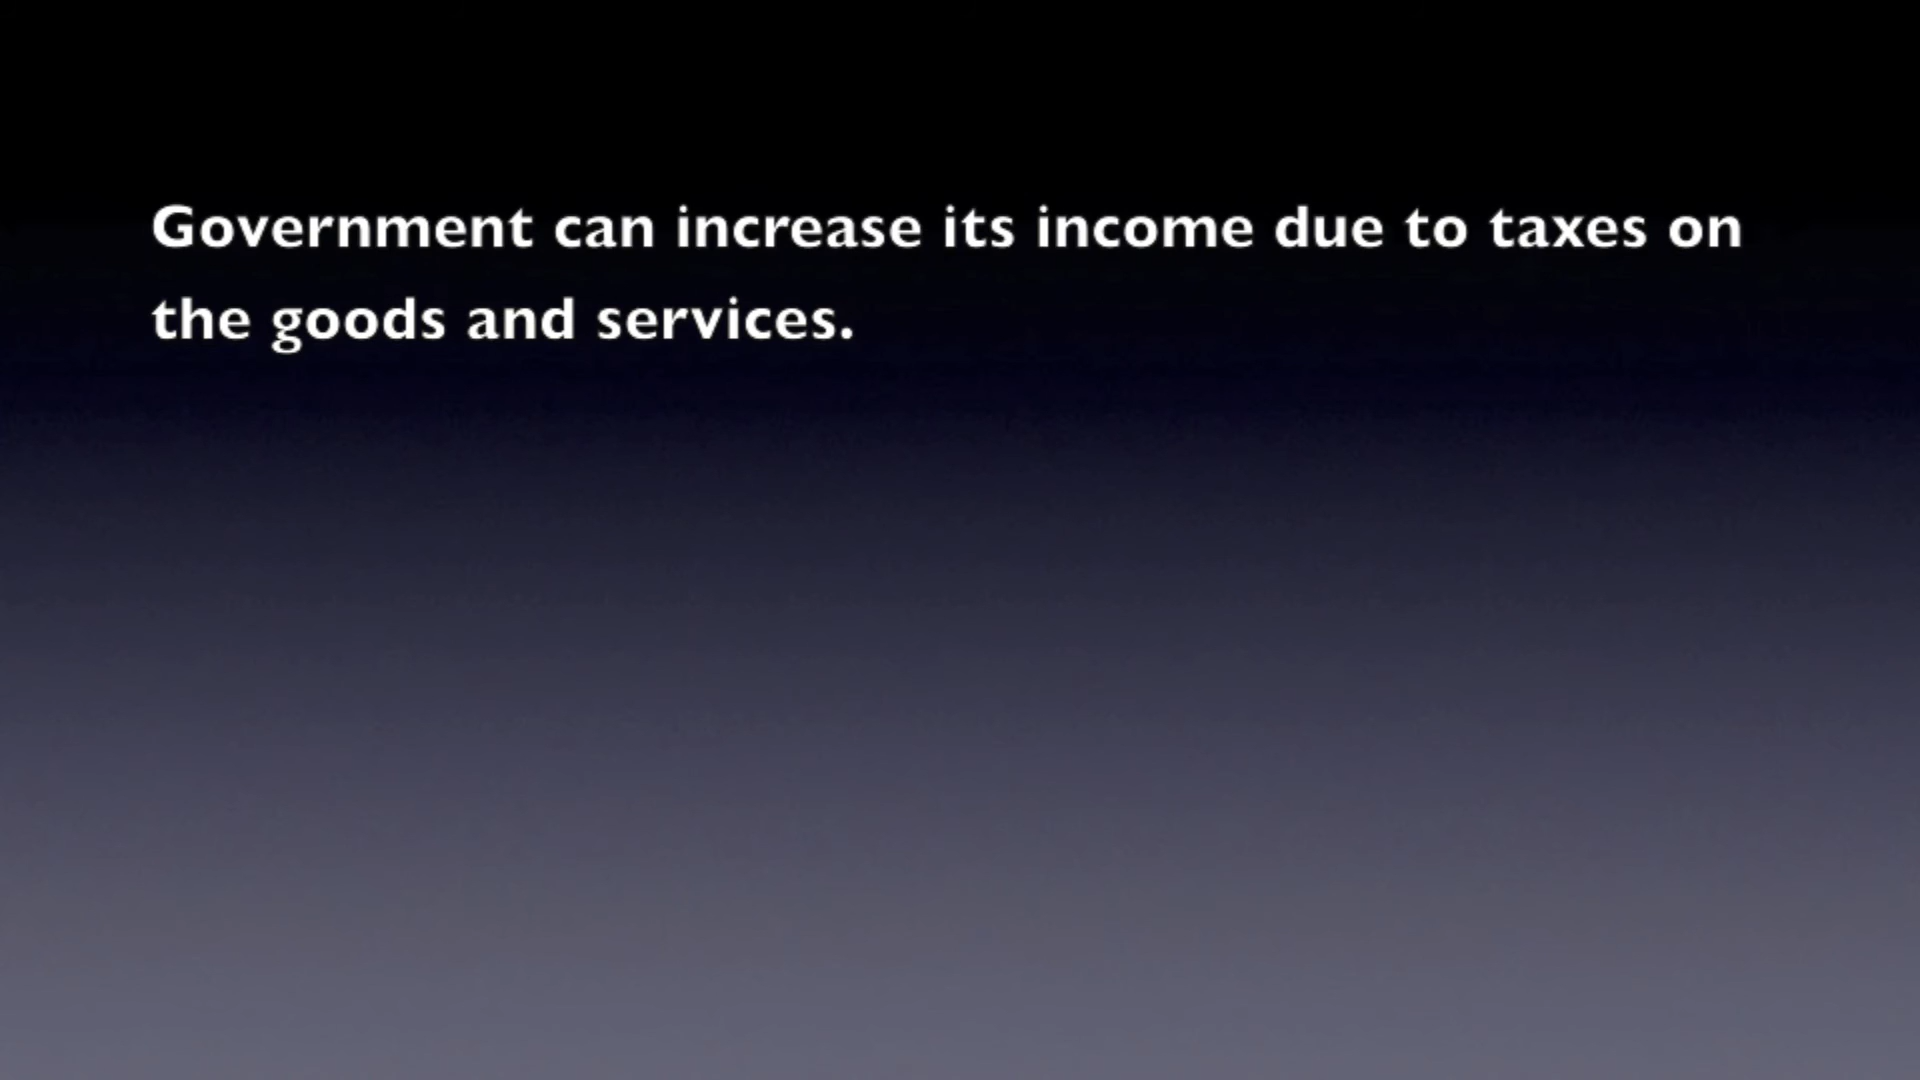 Government can increase its income due to taxes on
the goods and services.